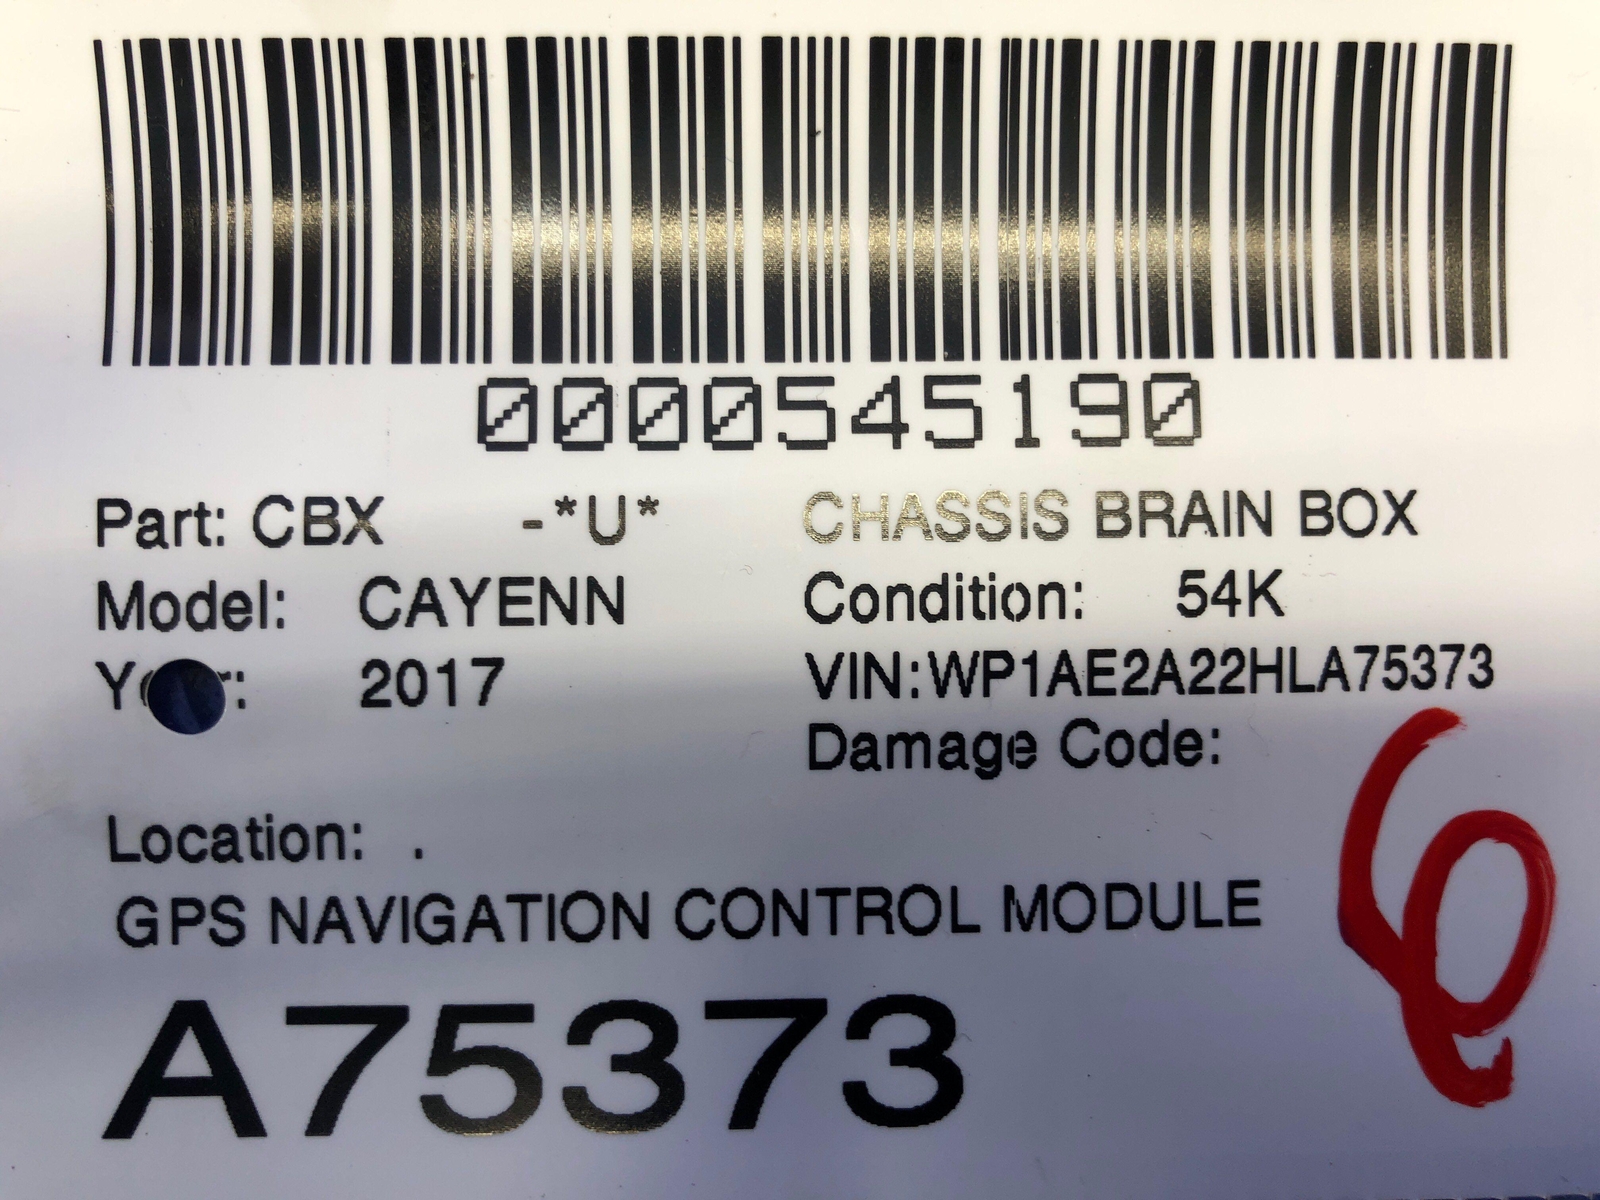 0000545190
Part: CBX -*U* CHASSIS BRAIN BOX
Model: CAYENN Condition: 54K
Year: 2017 VIN:WP1AE2A22HLA75373
Damage Code:
Location: .
GPS NAVIGATION CONTROL MODULE
A75373